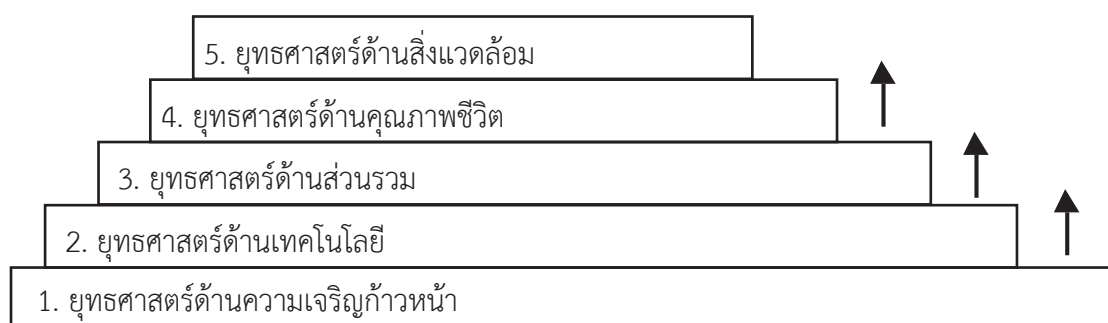 5. ยุทธศาสตร์ด้านสิ่งแวดล้อม
4. ยุทธศาสตร์ด้านคุณภาพชีวิต
3. ยุทธศาสตร์ด้านส่วนรวม
2. ยุทธศาสตร์ด้านเทคโนโลยี
1. ยุทธศาสตร์ด้านความเจริญก้าวหน้า